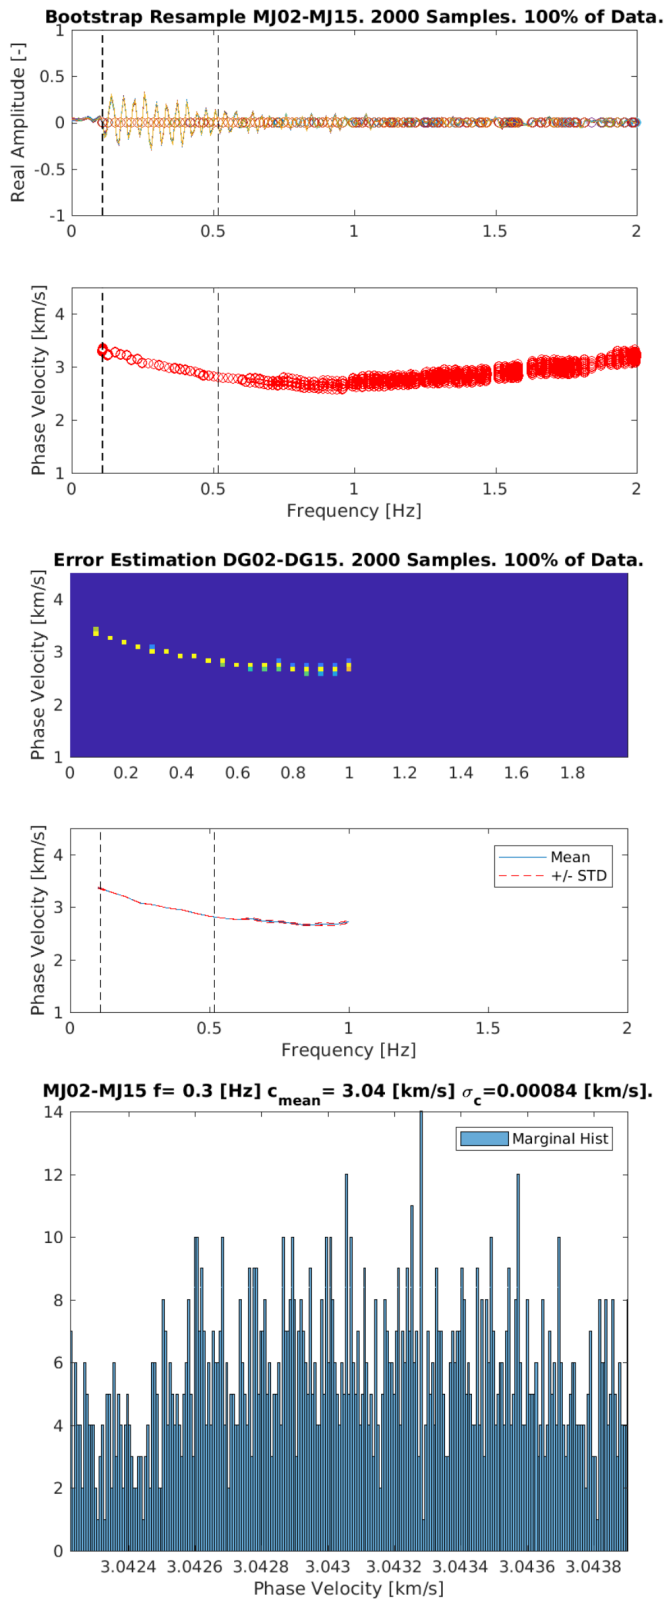 Bootstrap Resample MJ02-MJ15. 2000 Samples. 100% of Data.
Real Amplitude [-]
1
0.5
0
-0.5
-1
0 0.5 1 1.5 2
Phase Velocity [km/s]
4
3
2
1
0 0.5 1 1.5 2
Frequency [Hz]
Error Estimation DG02-DG15. 2000 Samples. 100% of Data.
Phase Velocity [km/s]
4
3
2
1
0 0.2 0.4 0.6 0.8 1 1.2 1.4 1.6 1.8
Phase Velocity [km/s]
4
3
2
1
Mean
+/- STD
0 0.5 1 1.5 2
Frequency [Hz]
MJ02-MJ15 f= 0.3 [Hz] c_mean= 3.04 [km/s] σ_c=0.00084 [km/s].
14
12
10
8
6
4
2
0
Marginal Hist
3.0424 3.0426 3.0428 3.043 3.0432 3.0434 3.0436 3.0438
Phase Velocity [km/s]